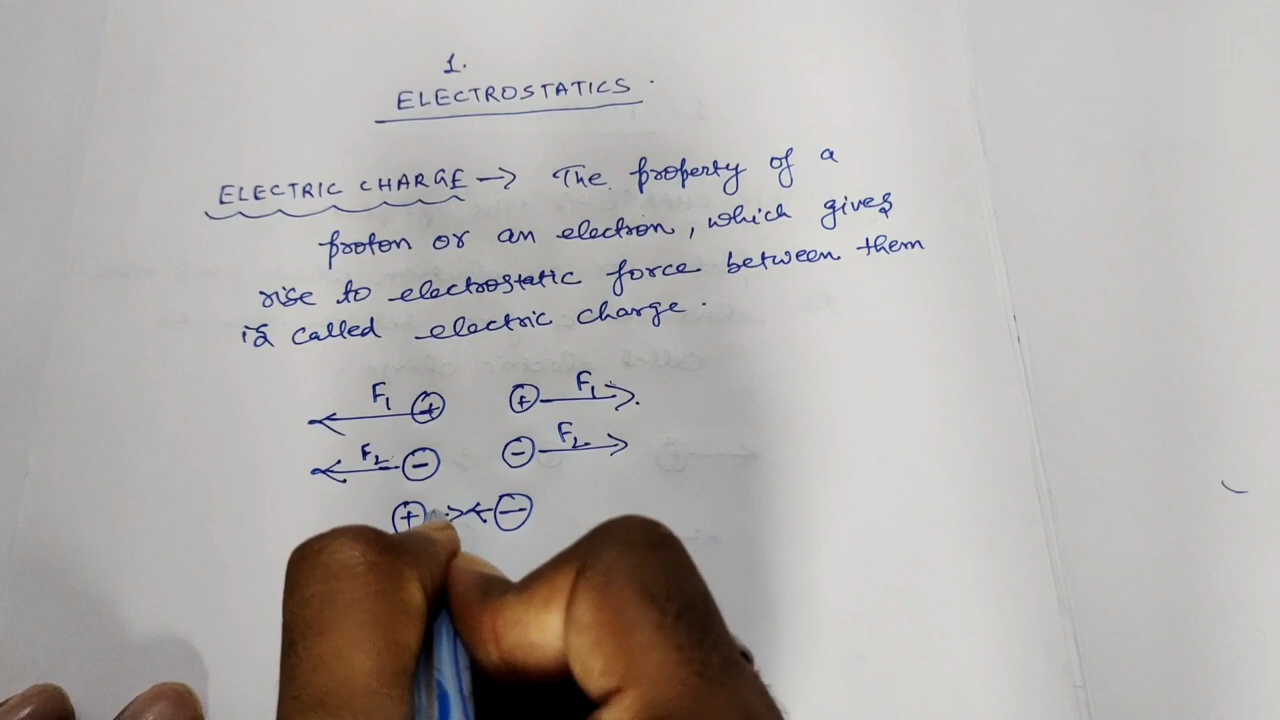 1.
ELECTROSTATICS.
ELECTRIC CHARGE → The property of a
proton or an electron, which gives
rise to electrostatic force between them
is called electric charge.
F1 + + F1
F2 - - F2
+ -